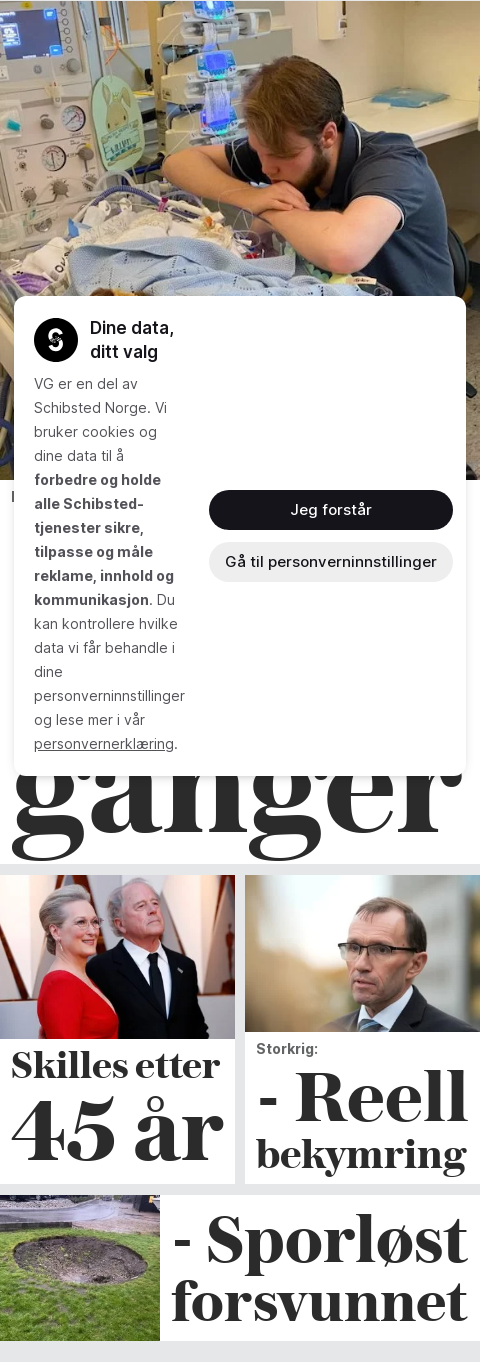 Dine data,
ditt valg
VG er en del av
Schibsted Norge. Vi
bruker cookies og
dine data til å
forbedre og holde
alle Schibsted-
tjenester sikre,
tilpasse og måle
reklame, innhold og
kommunikasjon. Du
kan kontrollere hvilke
data vi får behandle i
dine
personverninnstillinger
og lese mer i vår
personvernerklæring.
Jeg forstår
Gå til personverninnstillinger
ganger
Skilles etter
45 år
Storkrig:
- Reell
bekymring
- Sporløst
forsvunnet